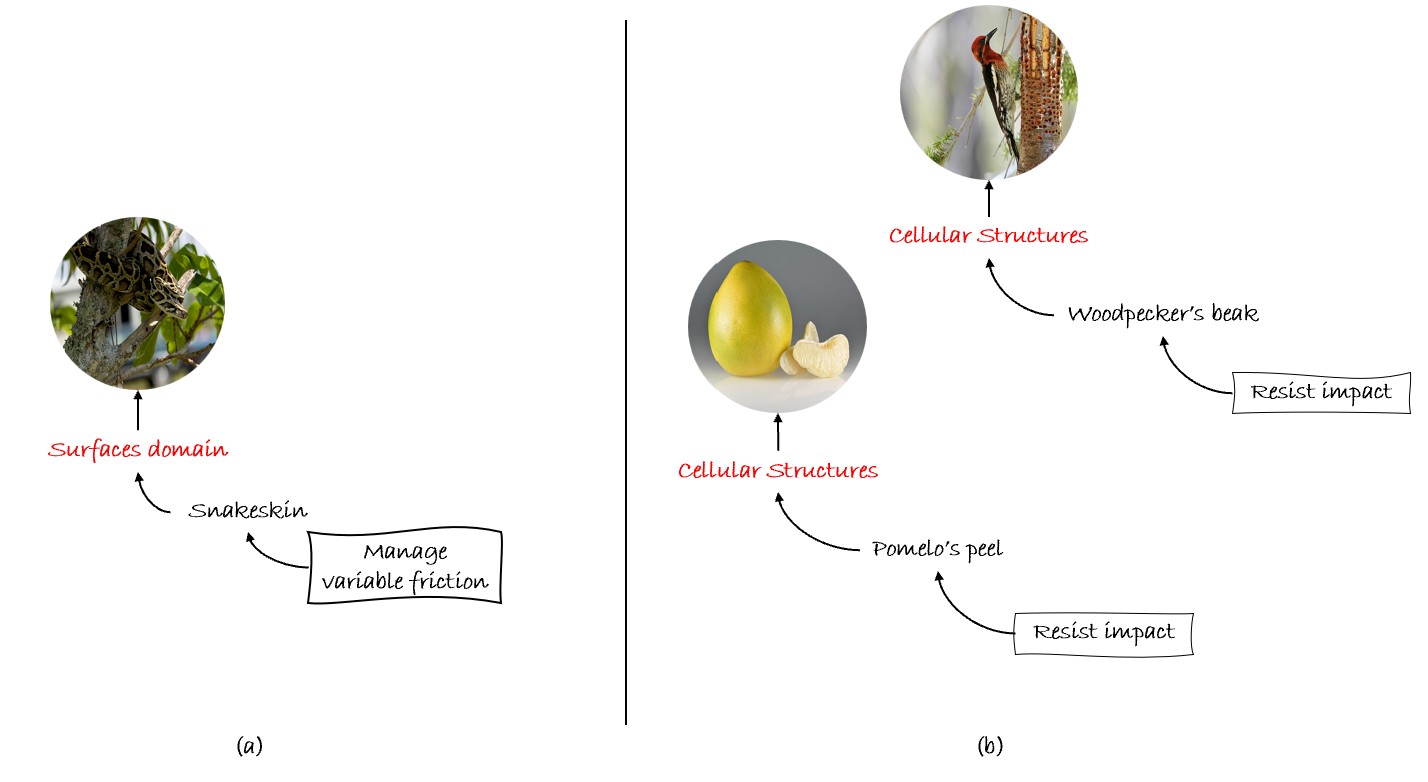 Surfaces domain
Snakeskin
Manage
variable friction
(a)
Cellular Structures
Woodpecker's beak
Resist impact
Cellular Structures
Pomelo's peel
Resist impact
(b)